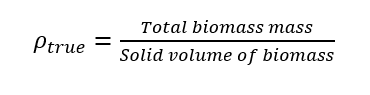 ρtrue = Total biomass mass
Solid volume of biomass